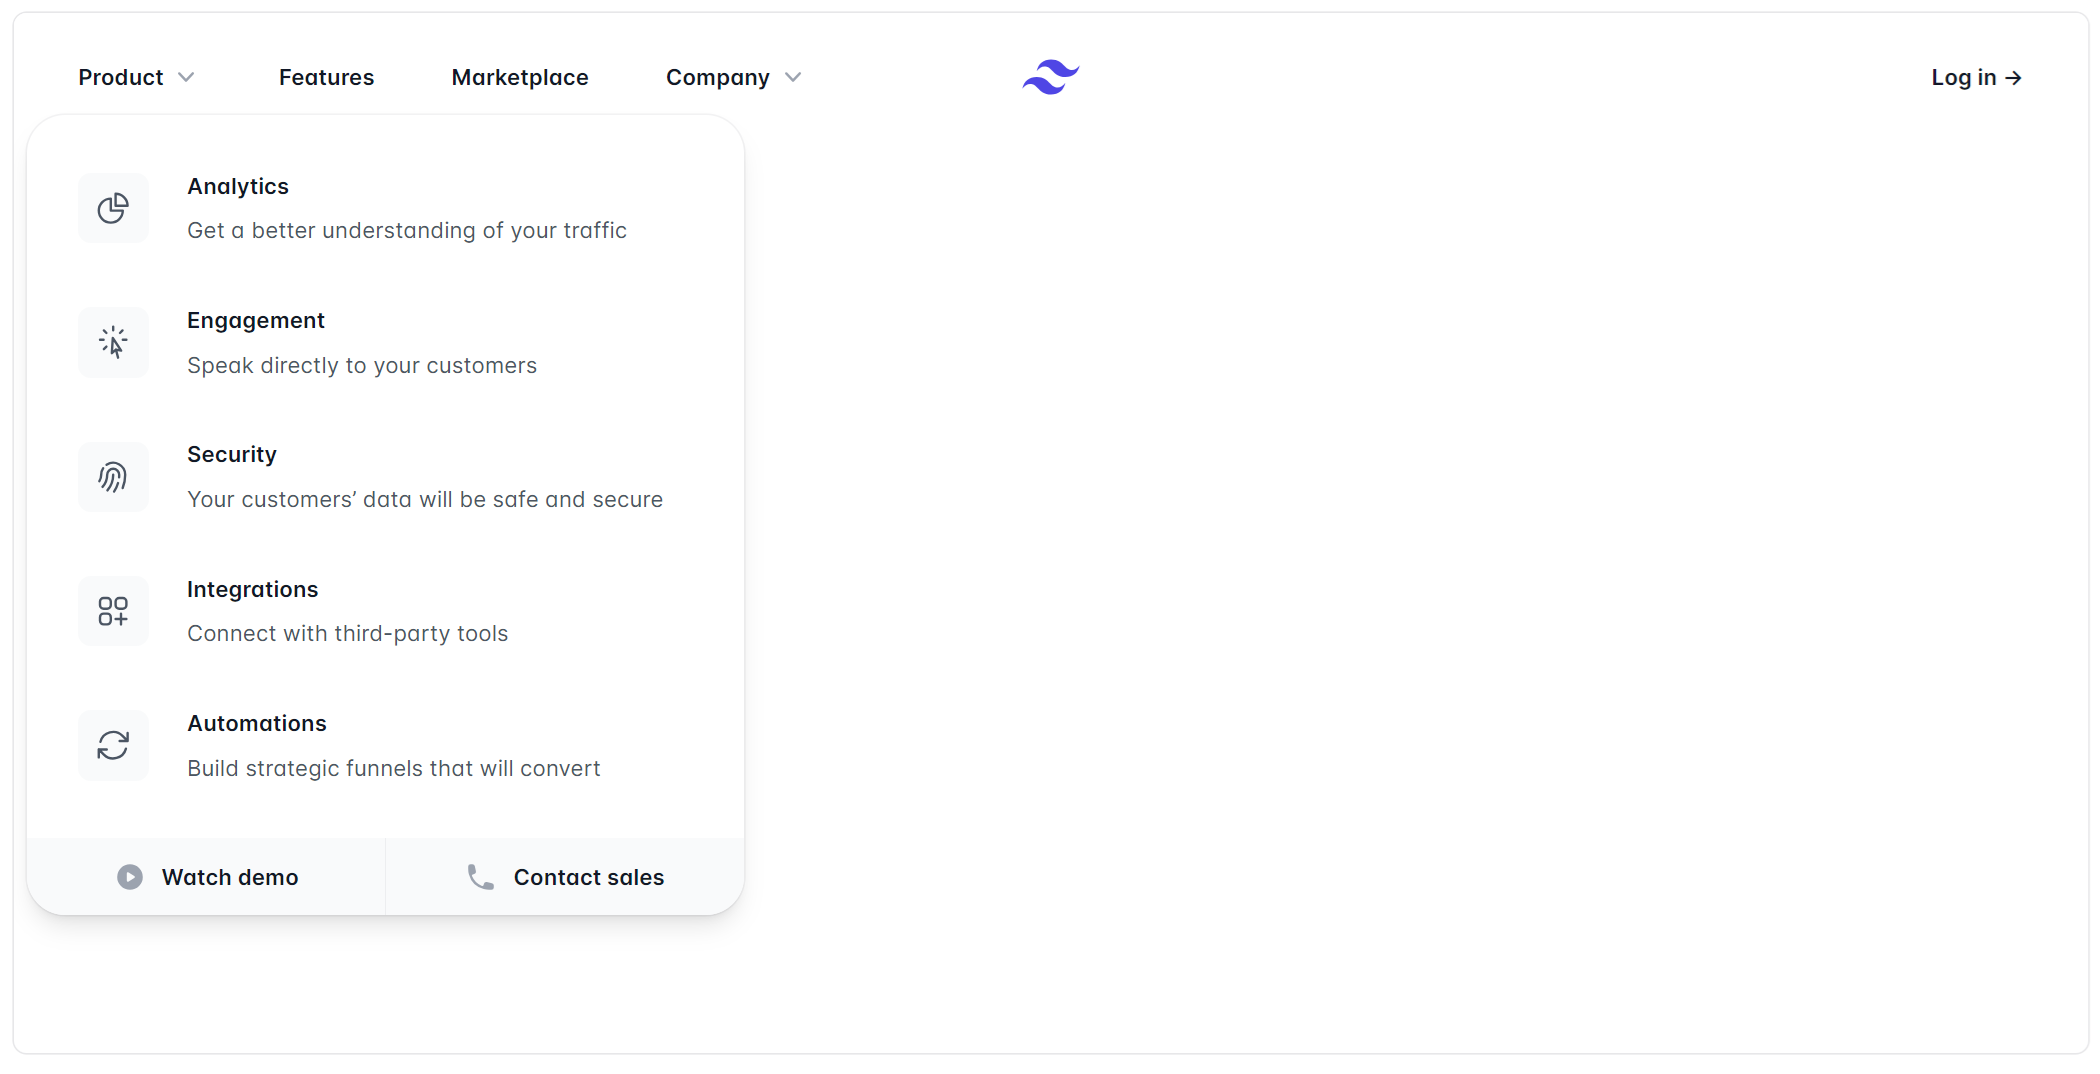 Product Features Marketplace Company Log in →
Analytics
Get a better understanding of your traffic
Engagement
Speak directly to your customers
Security
Your customers’ data will be safe and secure
Integrations
Connect with third-party tools
Automations
Build strategic funnels that will convert
Watch demo Contact sales